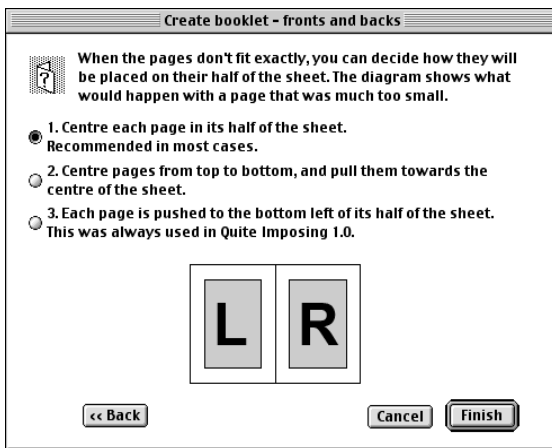 Create booklet - fronts and backs
When the pages don't fit exactly, you can decide how they will
be placed on their half of the sheet. The diagram shows what
would happen with a page that was much too small.
1. Centre each page in its half of the sheet.
Recommended in most cases.
2. Centre pages from top to bottom, and pull them towards the
centre of the sheet.
3. Each page is pushed to the bottom left of its half of the sheet.
This was always used in Quite Imposing 1.0.
L R
<< Back Cancel Finish